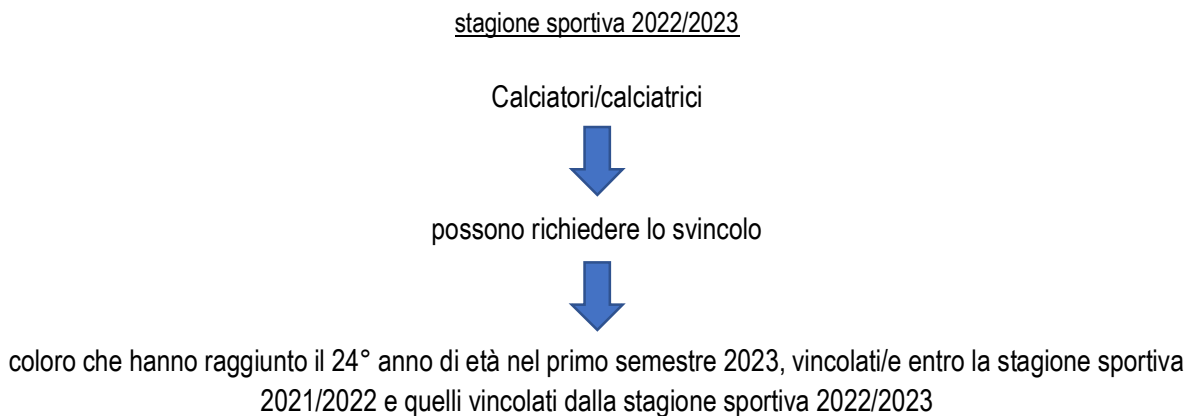 stagione sportiva 2022/2023
Calciatori/calciatrici
possono richiedere lo svincolo
coloro che hanno raggiunto il 24° anno di età nel primo semestre 2023, vincolati/e entro la stagione sportiva
2021/2022 e quelli vincolati dalla stagione sportiva 2022/2023